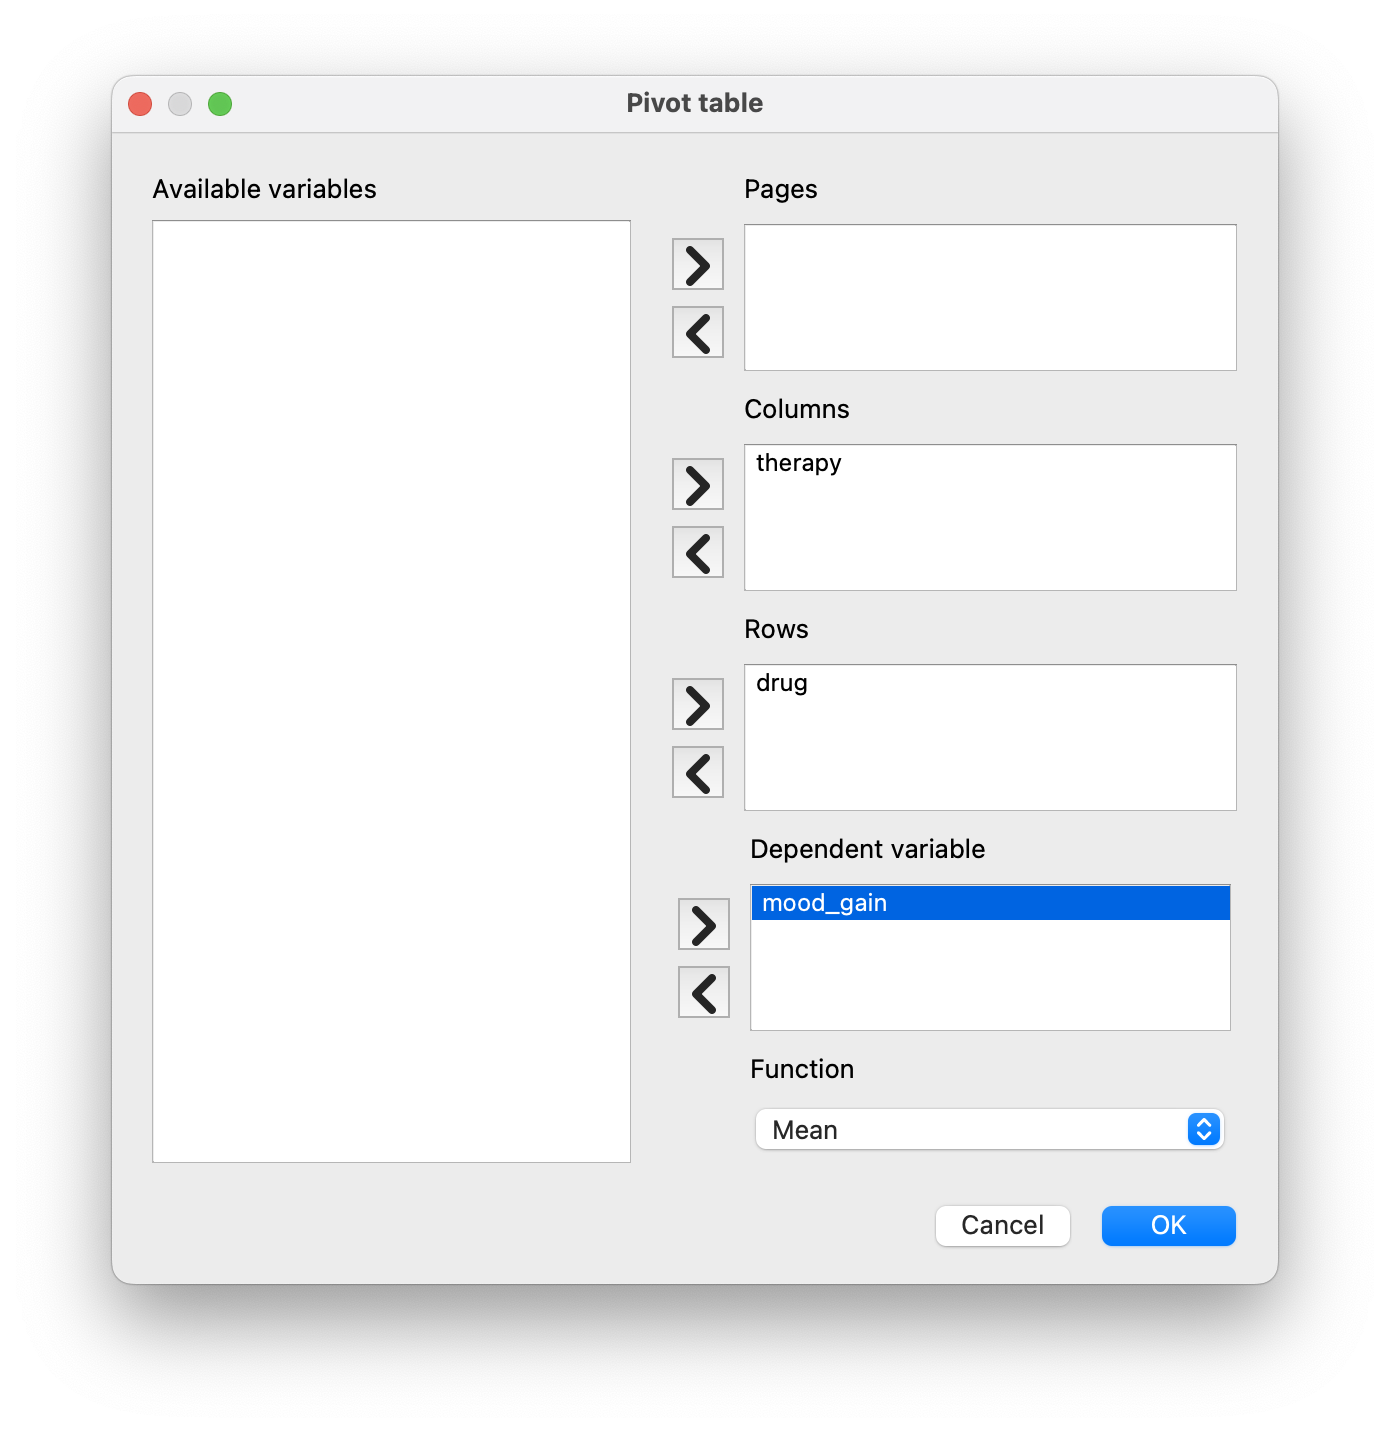 Pivot table
Available variables
Pages
Columns
therapy
Rows
drug
Dependent variable
mood_gain
Function
Mean
Cancel
OK